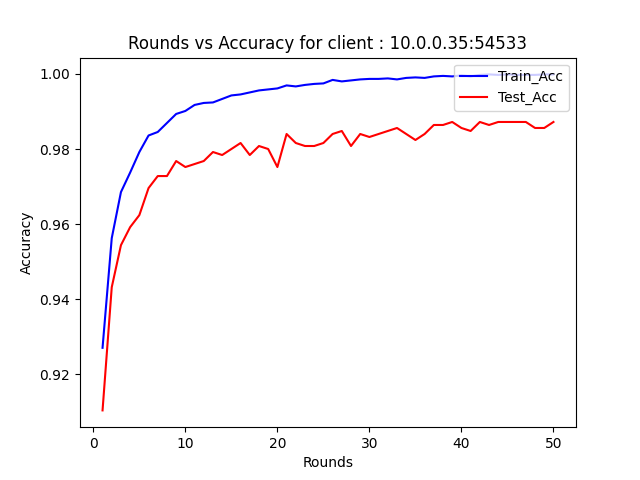 Rounds vs Accuracy for client : 10.0.0.35:54533
1.00
0.98
0.96
0.94
0.92
Accuracy
Train_Acc
Test_Acc
0
10
20
30
40
50
Rounds